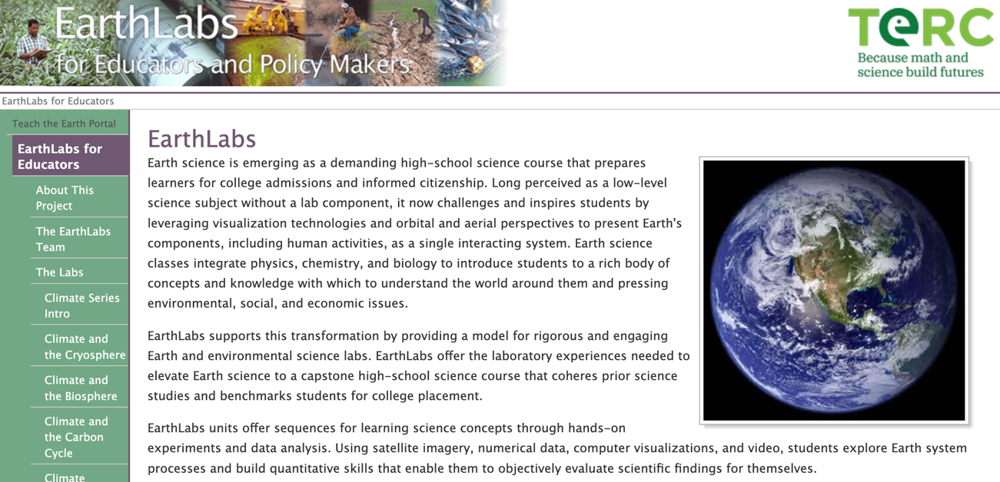 EarthLabs
for Educators and Policy Makers
TeRC
Because math and
science build futures
EarthLabs for Educators
Teach the Earth Portal
EarthLabs for
Educators
About This
Project
The EarthLabs
Team
The Labs
Climate Series
Intro
Climate and
the Cryosphere
Climate and
the Biosphere
Climate and
the Carbon
Cycle
Climate
EarthLabs
Earth science is emerging as a demanding high-school science course that prepares
learners for college admissions and informed citizenship. Long perceived as a low-level
science subject without a lab component, it now challenges and inspires students by
leveraging visualization technologies and orbital and aerial perspectives to present Earth's
components, including human activities, as a single interacting system. Earth science
classes integrate physics, chemistry, and biology to introduce students to a rich body of
concepts and knowledge with which to understand the world around them and pressing
environmental, social, and economic issues.
EarthLabs supports this transformation by providing a model for rigorous and engaging
Earth and environmental science labs. EarthLabs offer the laboratory experiences needed to
elevate Earth science to a capstone high-school science course that coheres prior science
studies and benchmarks students for college placement.
EarthLabs units offer sequences for learning science concepts through hands-on
experiments and data analysis. Using satellite imagery, numerical data, computer visualizations, and video, students explore Earth system
processes and build quantitative skills that enable them to objectively evaluate scientific findings for themselves.